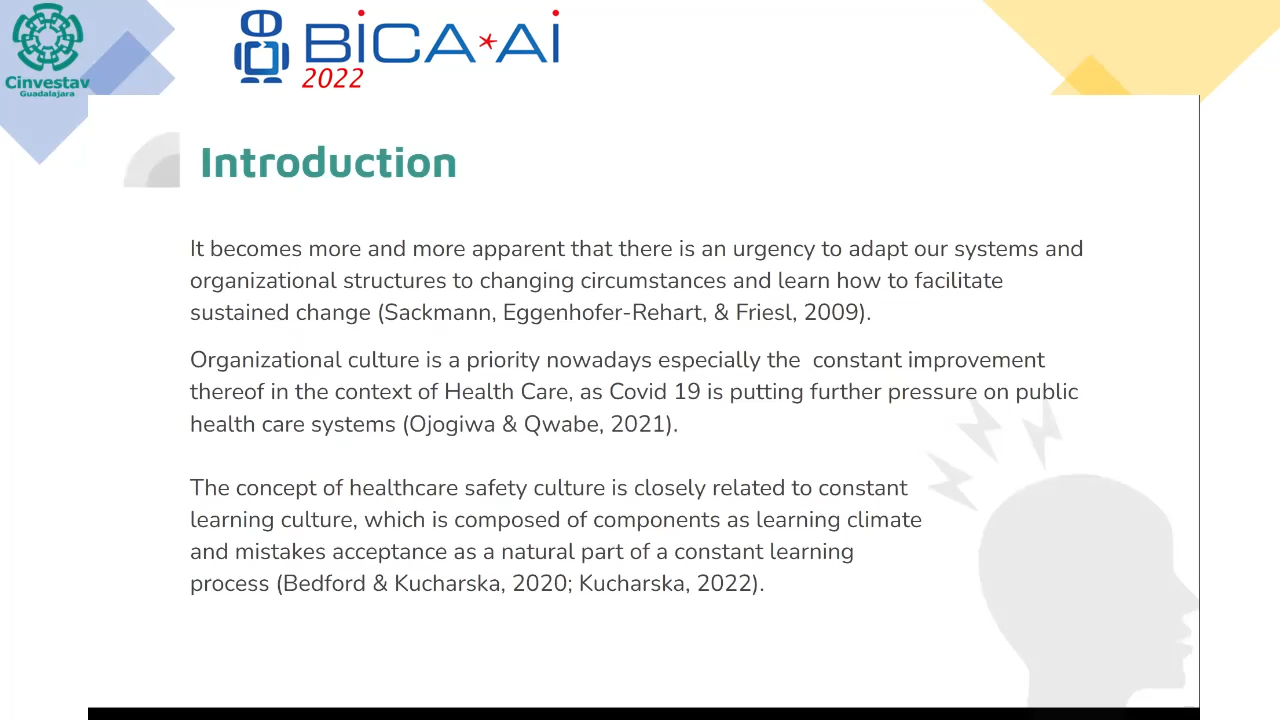 Cinvestav
Guadalajara
BiCA*Ai
2022
Introduction
It becomes more and more apparent that there is an urgency to adapt our systems and
organizational structures to changing circumstances and learn how to facilitate
sustained change (Sackmann, Eggenhofer-Rehart, & Friesl, 2009).
Organizational culture is a priority nowadays especially the  constant improvement
thereof in the context of Health Care, as Covid 19 is putting further pressure on public
health care systems (Ojogiwa & Qwabe, 2021).
The concept of healthcare safety culture is closely related to constant
learning culture, which is composed of components as learning climate
and mistakes acceptance as a natural part of a constant learning
process (Bedford & Kucharska, 2020; Kucharska, 2022).